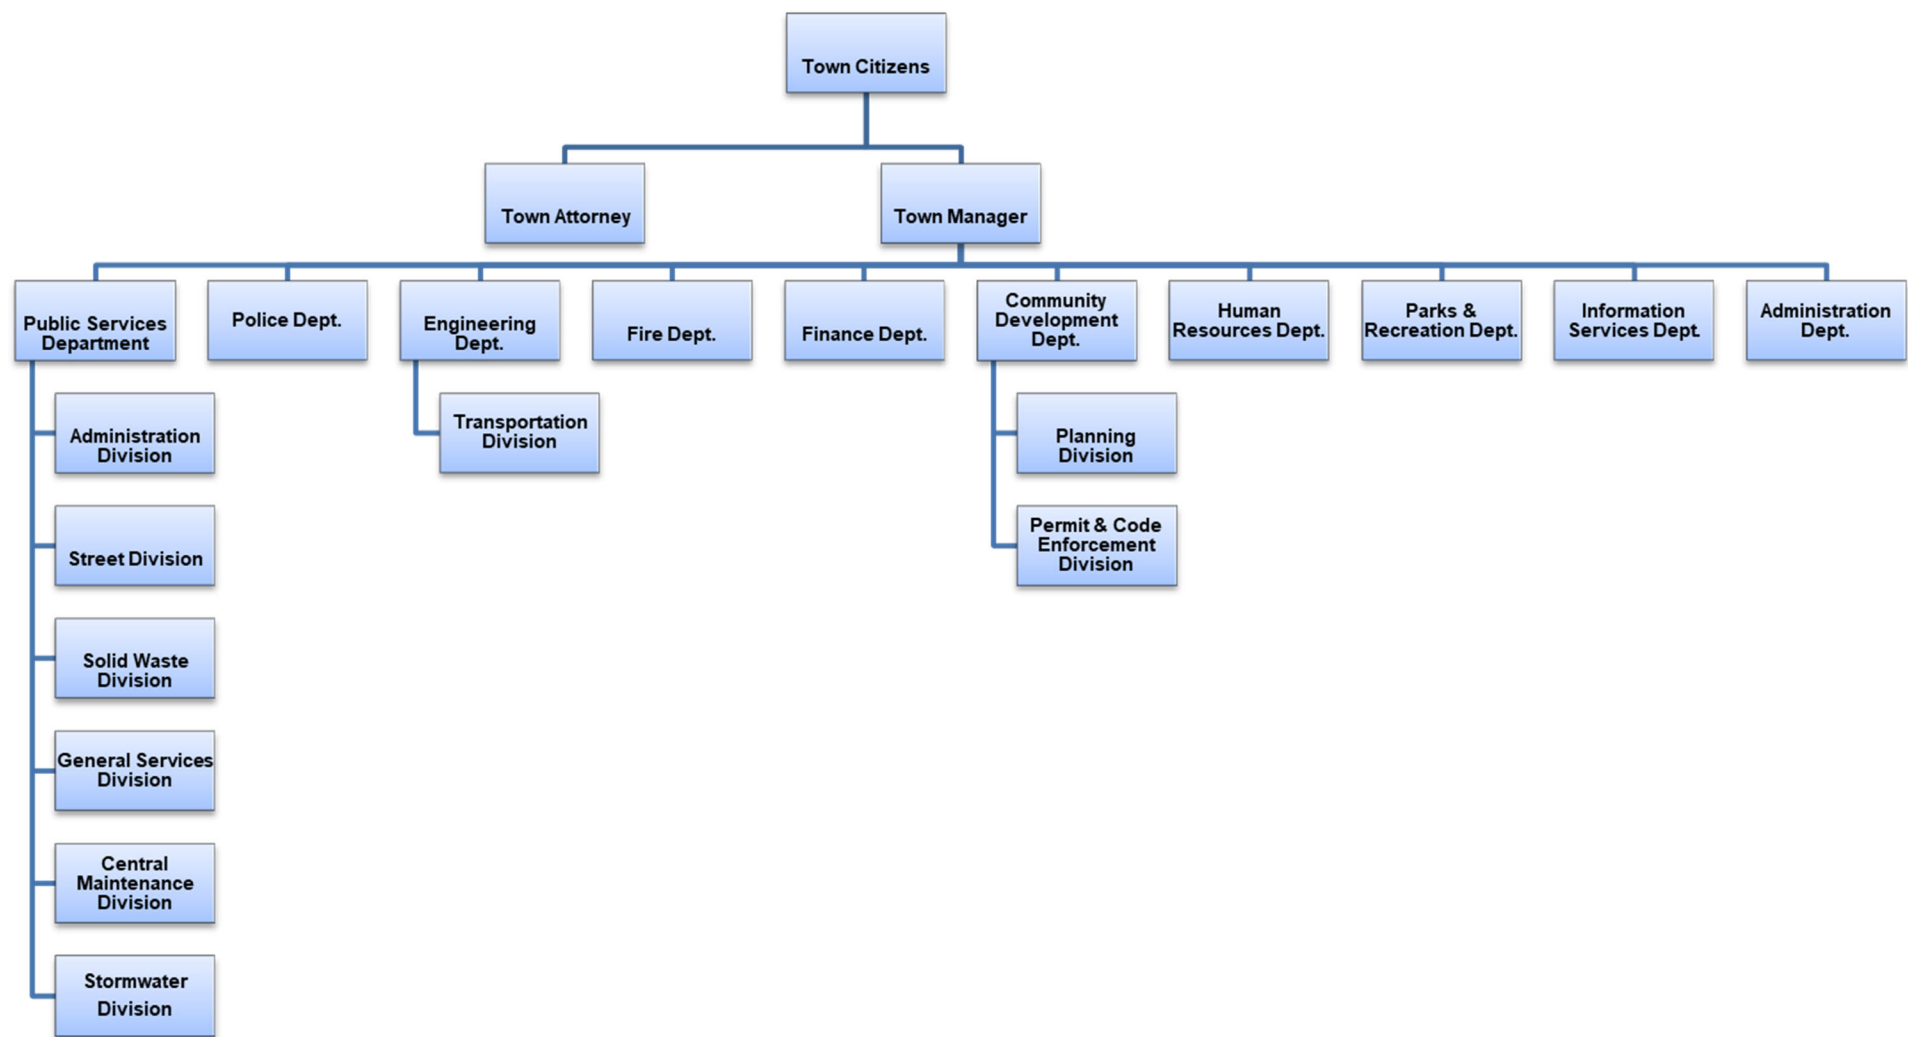 Town Citizens
Town Attorney
Town Manager
Public Services
Department
Police Dept.
Engineering
Dept.
Fire Dept.
Finance Dept.
Community
Development
Dept.
Human
Resources Dept.
Parks &
Recreation Dept.
Information
Services Dept.
Administration
Dept.
Administration
Division
Street Division
Solid Waste
Division
General Services
Division
Central
Maintenance
Division
Stormwater
Division
Transportation
Division
Planning
Division
Permit & Code
Enforcement
Division